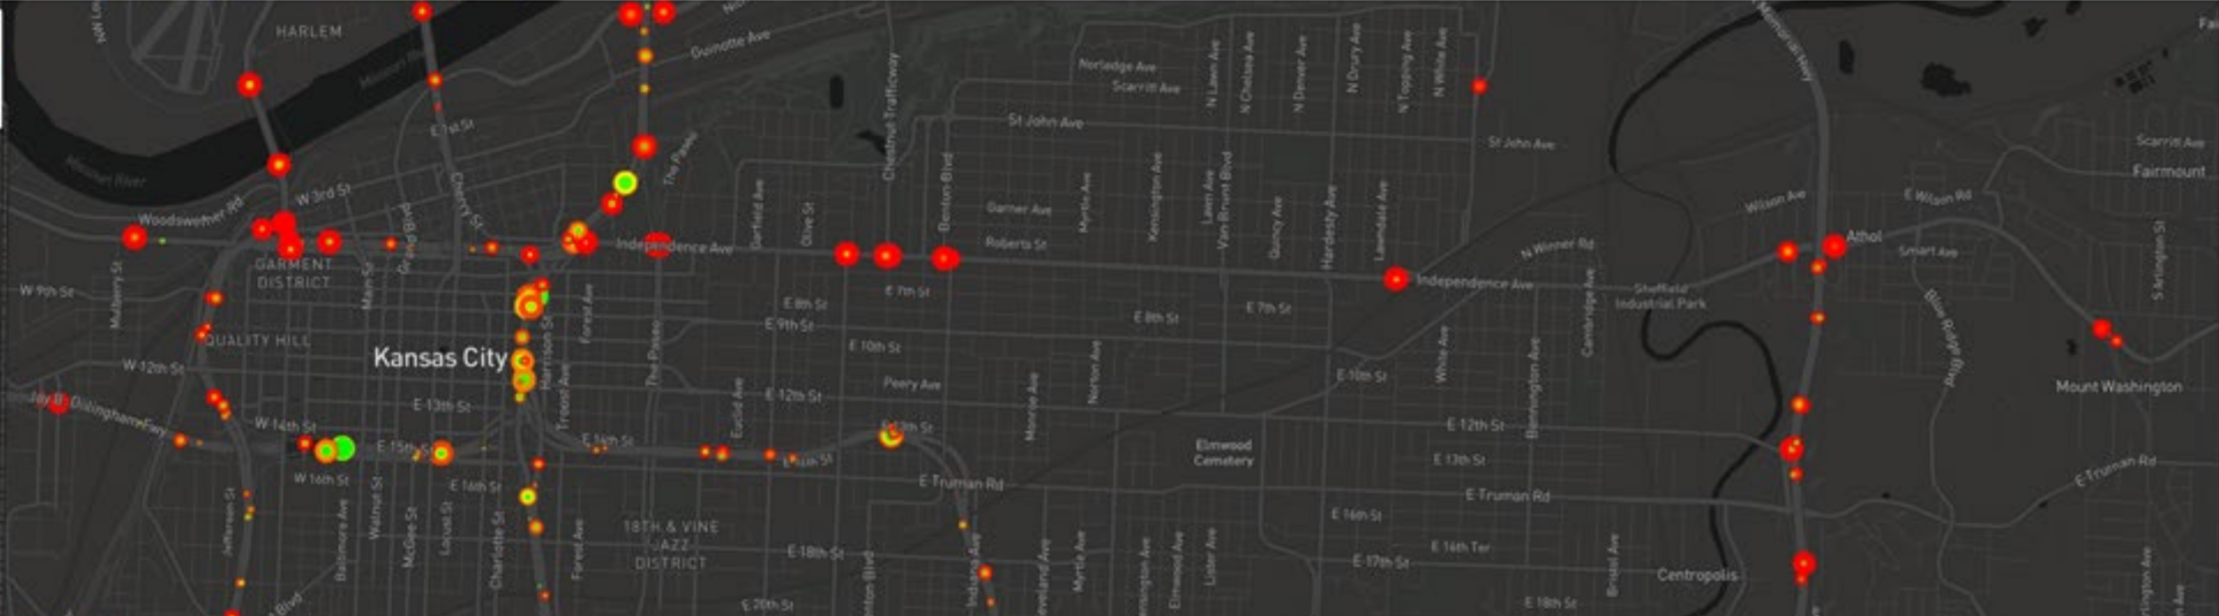 HARLEM
Guinotte Ave
Norledge Ave
Scarritt Ave
N Lawn Ave
N Chelsea Ave
N Denver Ave
N Drury Ave
N Topping Ave
N White Ave
Chestnut Trafficway
St John Ave
St John Ave
Scarritt Ave
Fairmount
Missouri River
E 1st St
The Paseo
W 3rd St
Woodswether Rd
Cherry St
Grand Blvd
Garfield Ave
Olive St
Benton Blvd
Garner Ave
Roberts St
Myrtle Ave
Kensington Ave
Lawn Ave
Van Brunt Blvd
Quincy Ave
Hardesty Ave
Lawndale Ave
Wilson Ave
E Wilson Rd
Athol
Smart Ave
S Arlington St
N Winner Rd
Independence Ave
Independence Ave
GARMENT
DISTRICT
W 9th St
Mulberry St
Main St
Forest Ave
E 7th St
E 8th St
E 9th St
E 10th St
E 8th St
E 7th St
Sheffield
Industrial Park
Cambridge Ave
Blue Ridge Blvd
QUALITY HILL
Kansas City
Harrison St
Troost Ave
The Paseo
W 12th St
Peery Ave
E 12th St
Euclid Ave
Monroe Ave
Norton Ave
E 10th St
White Ave
Bennington Ave
Mount Washington
Jay B. Dillingham Fwy
E 13th St
W 14th St
E 14th St
E 13th St
E 15th St
Elmwood
Cemetery
E 12th St
E 13th St
W 16th St
E 16th St
E Truman Rd
E Truman Rd
E Truman Rd
Jefferson St
Baltimore Ave
Walnut St
McGee St
Locust St
Charlotte St
Forest Ave
18TH & VINE
JAZZ
DISTRICT
E 16th St
E 18th St
E 16th Ter
E 17th St
Indiana Ave
Myrtle Ave
Elmwood Ave
Lister Ave
Bristol Ave
Centropolis
E 20th St
E 18th St